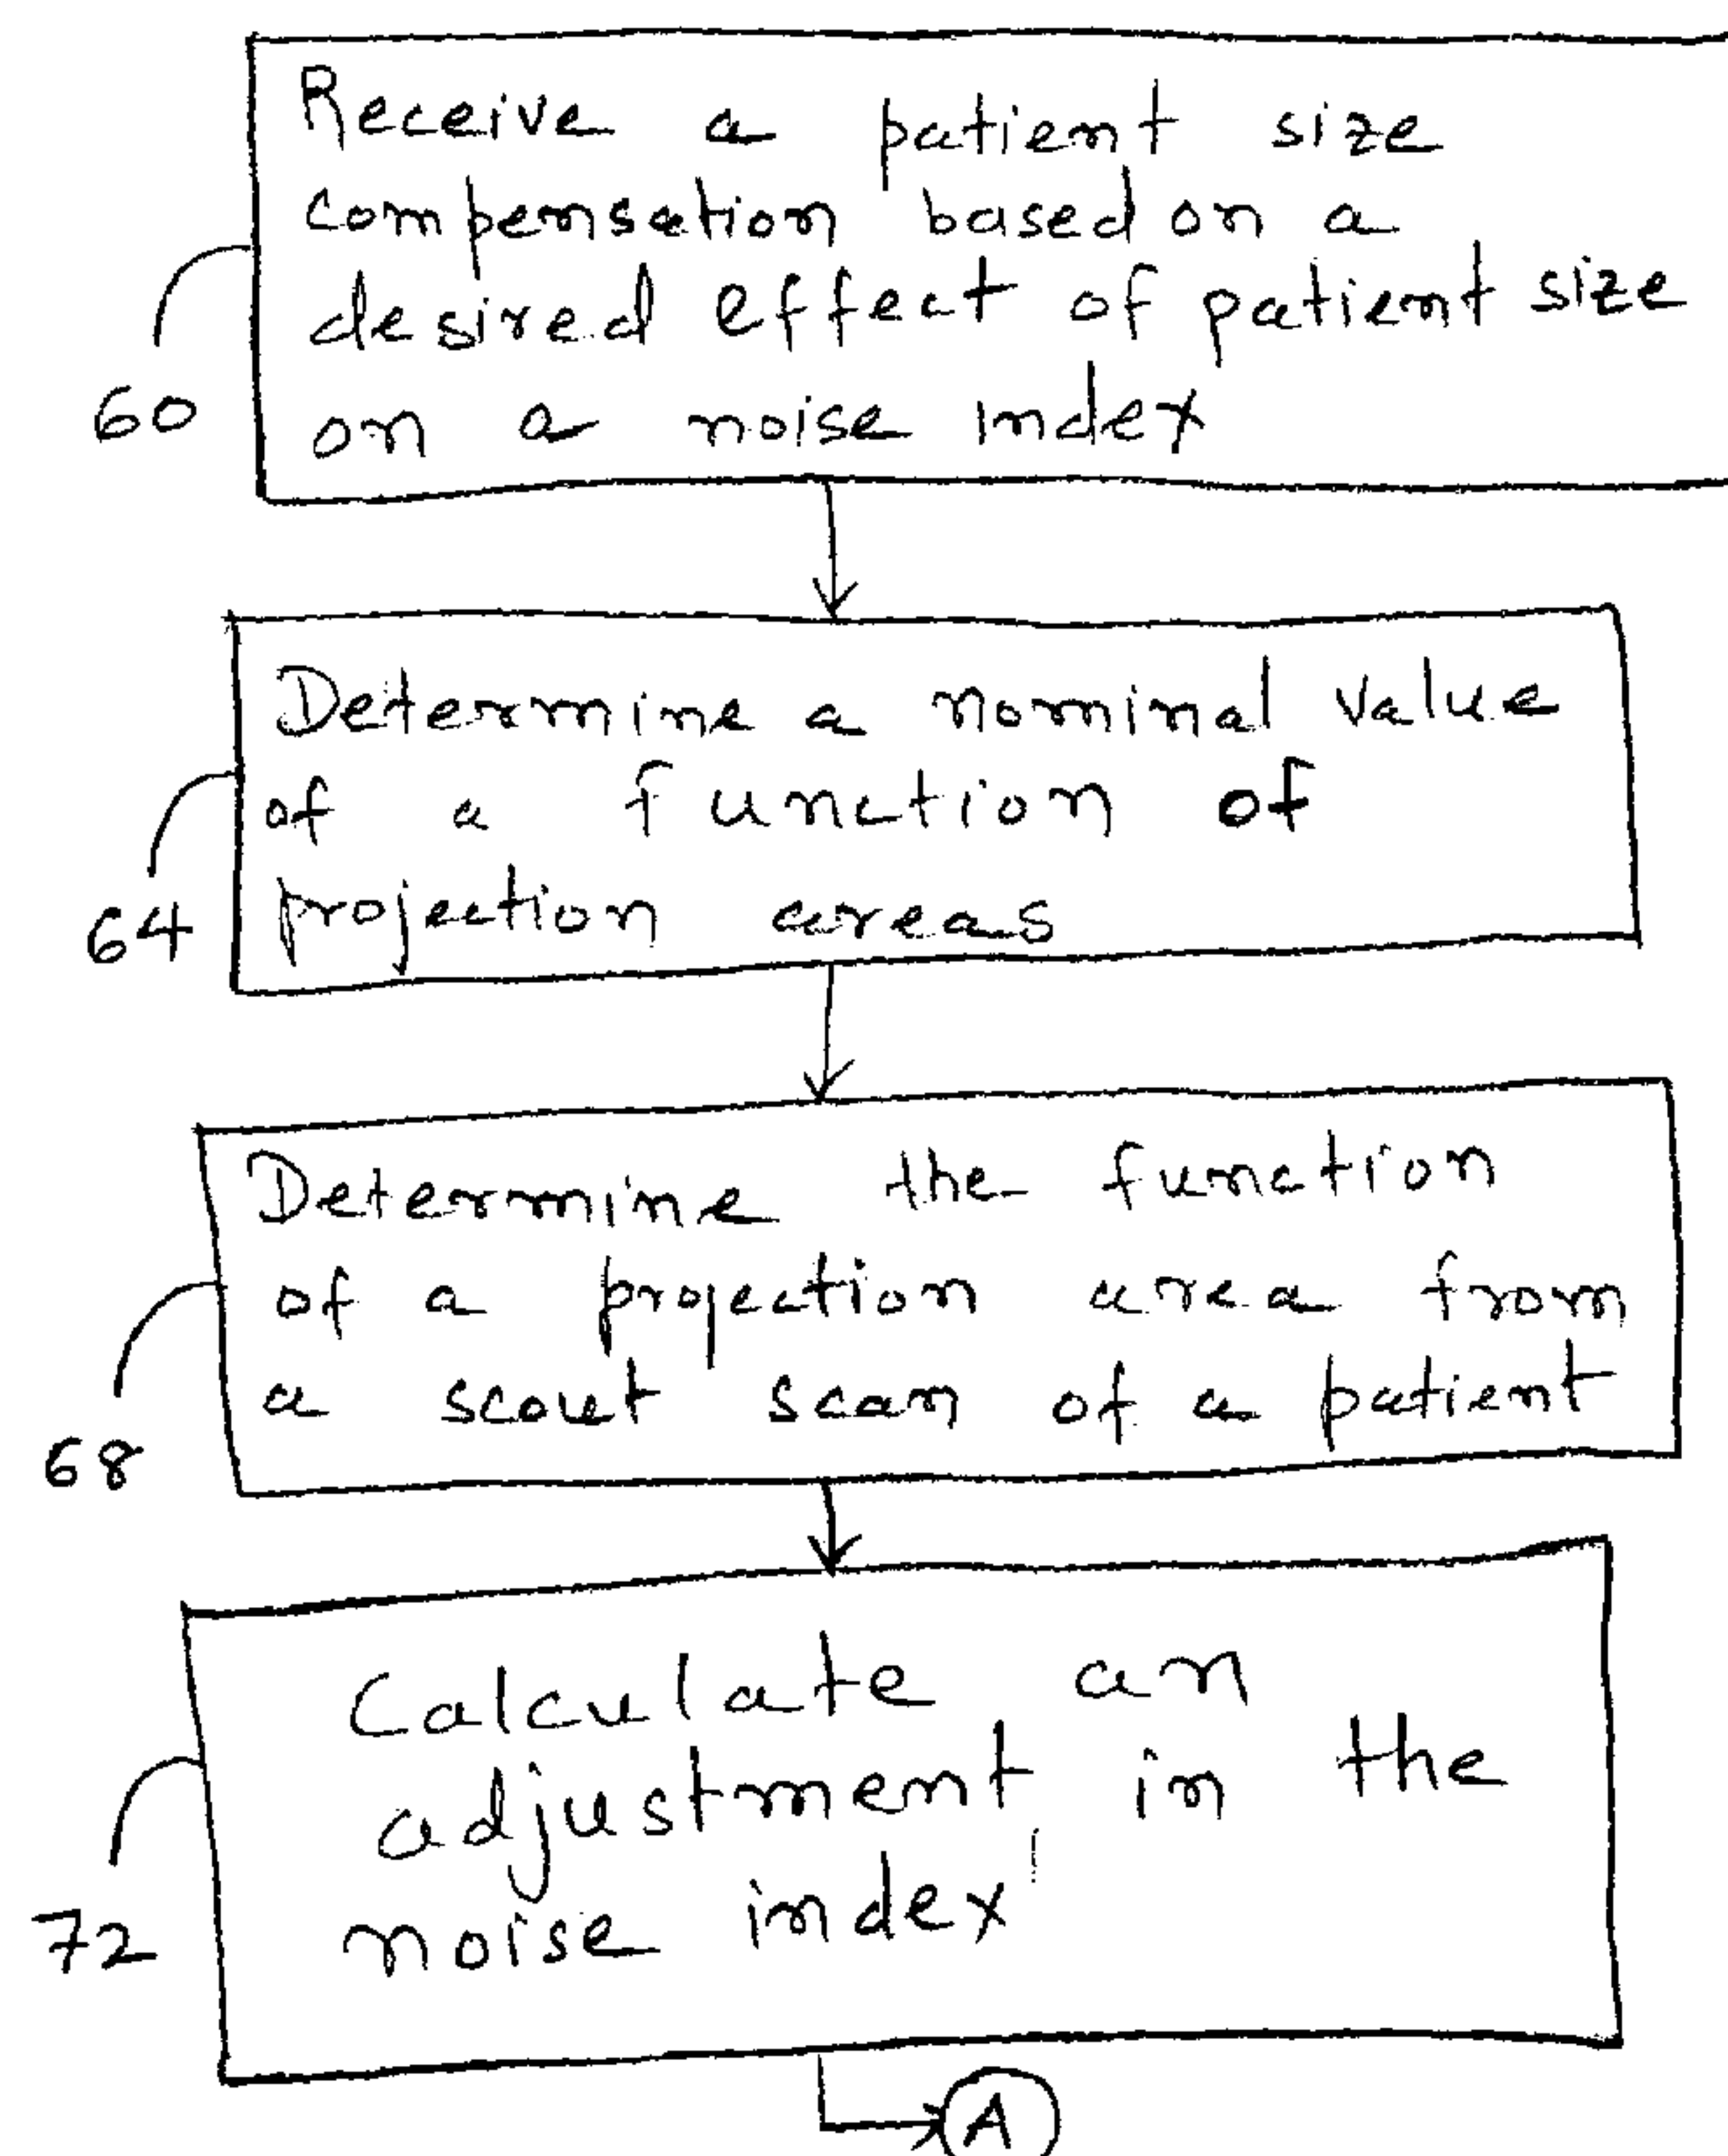 Receive a patient size
compensation based on a
desired effect of patient size
60
on a noise index
Determine a nominal value
of a function of
64
projection areas
Determine the function
of a projection area from
a scout scan of a patient
68
Calculate an
adjustment in the
noise index
72
A